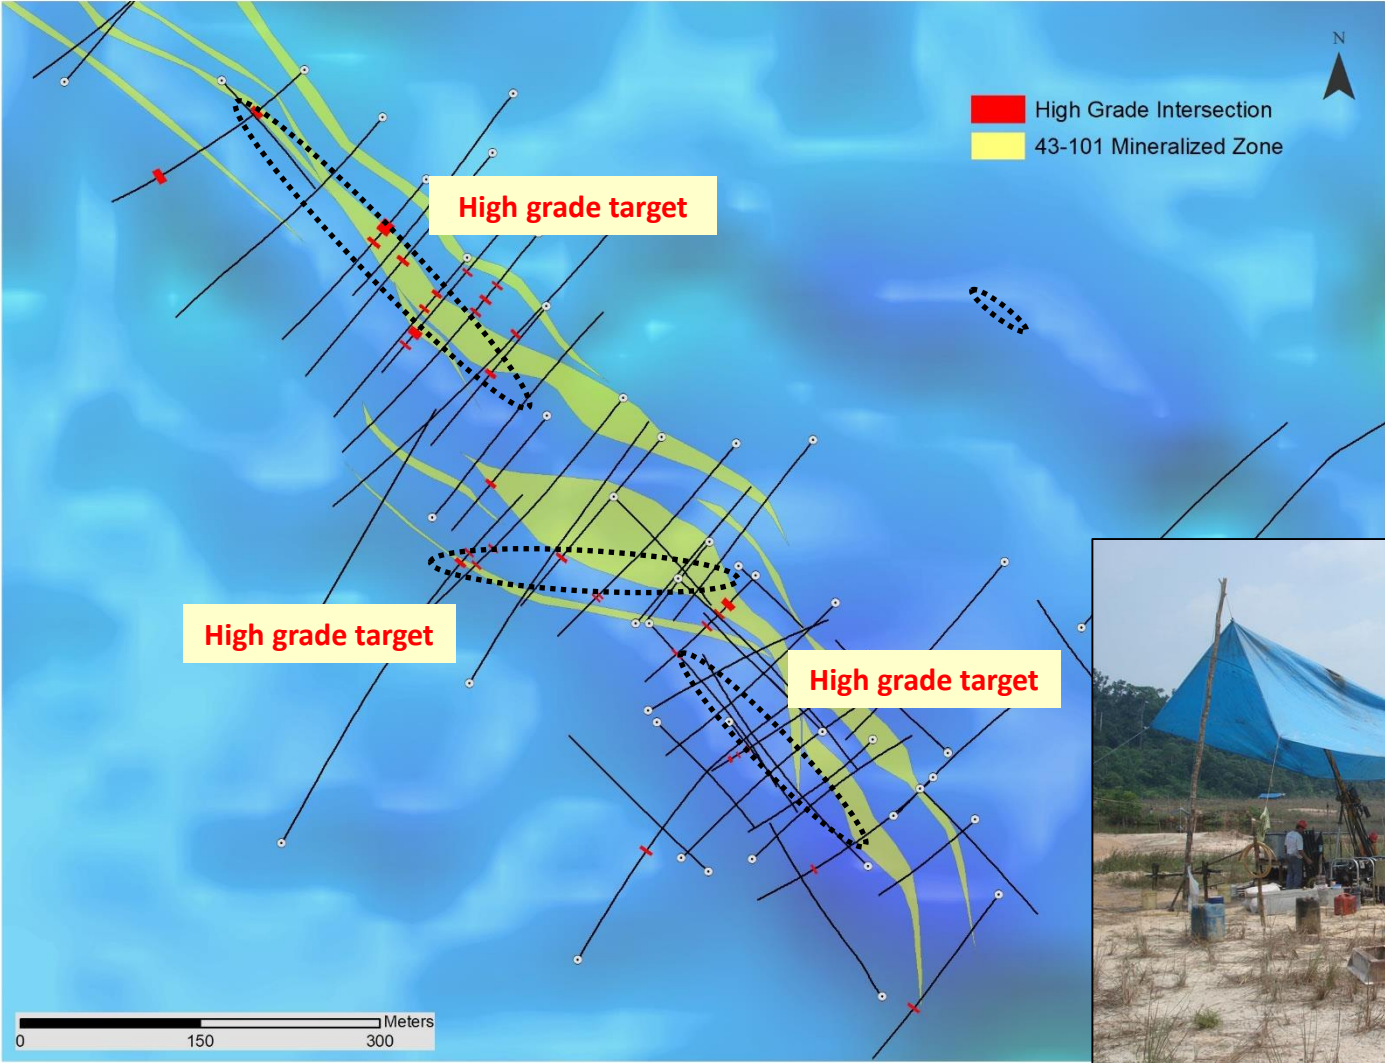 N
High Grade Intersection
43-101 Mineralized Zone
High grade target
High grade target
High grade target
Meters
0 150 300